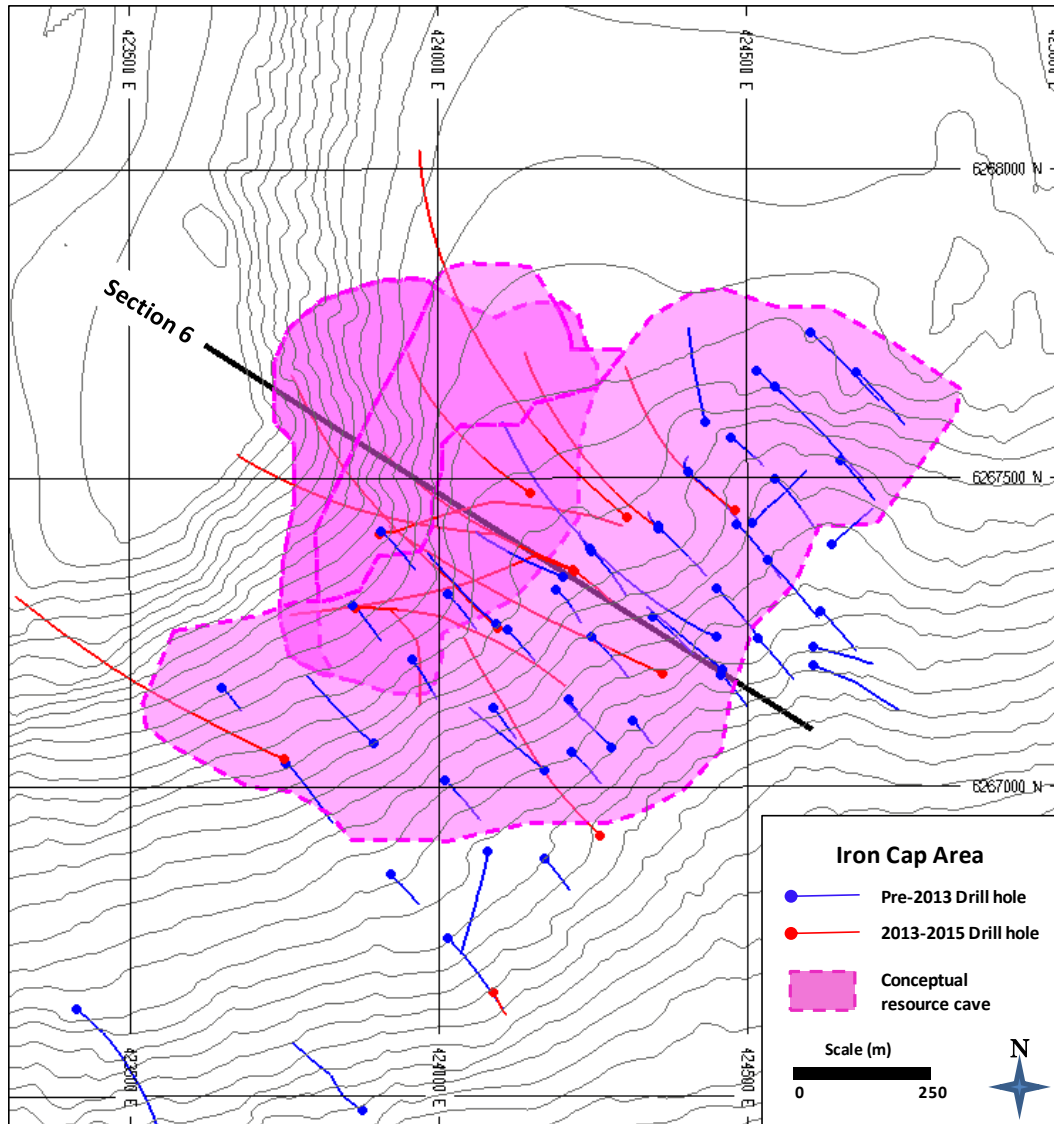 423500 E
424000 E
424500 E
6268000 N
Section 6
6267500 N
6267000 N
Iron Cap Area
Pre-2013 Drill hole
2013-2015 Drill hole
Conceptual
resource cave
Scale (m)
0 250
N
423500 E
424000 E
424500 E